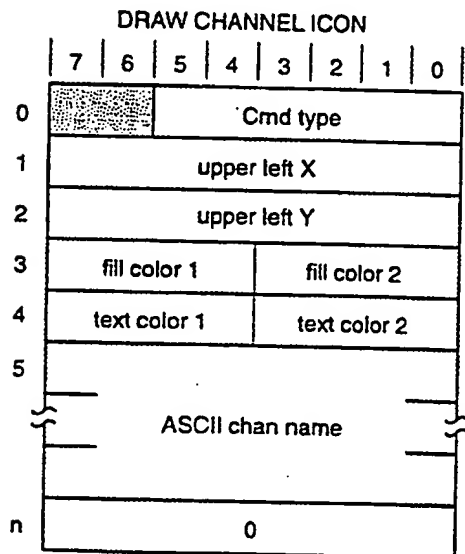 DRAW CHANNEL ICON
7 6 5 4 3 2 1 0
0 Cmd type
1 upper left X
2 upper left Y
3 fill color 1 fill color 2
4 text color 1 text color 2
5
ASCII chan name
n 0